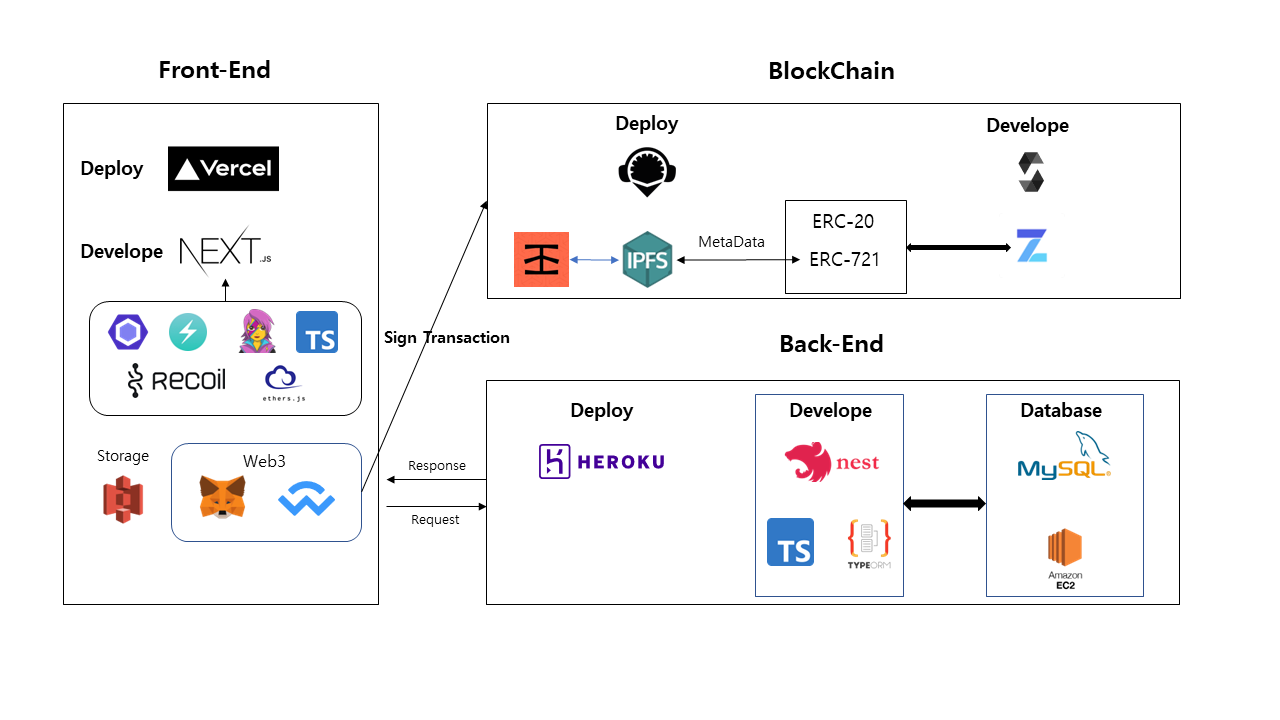 Front-End
Deploy
Vercel
Develope
NEXT.JS
TS
Recoil
ethers.js
Storage
Web3
Sign Transaction
Response
Request
BlockChain
Deploy
Develope
IPFS
MetaData
ERC-20
ERC-721
Back-End
Deploy
HEROKU
Develope
nest
TS
TYPEORM
Database
MySQL®
Amazon
EC2